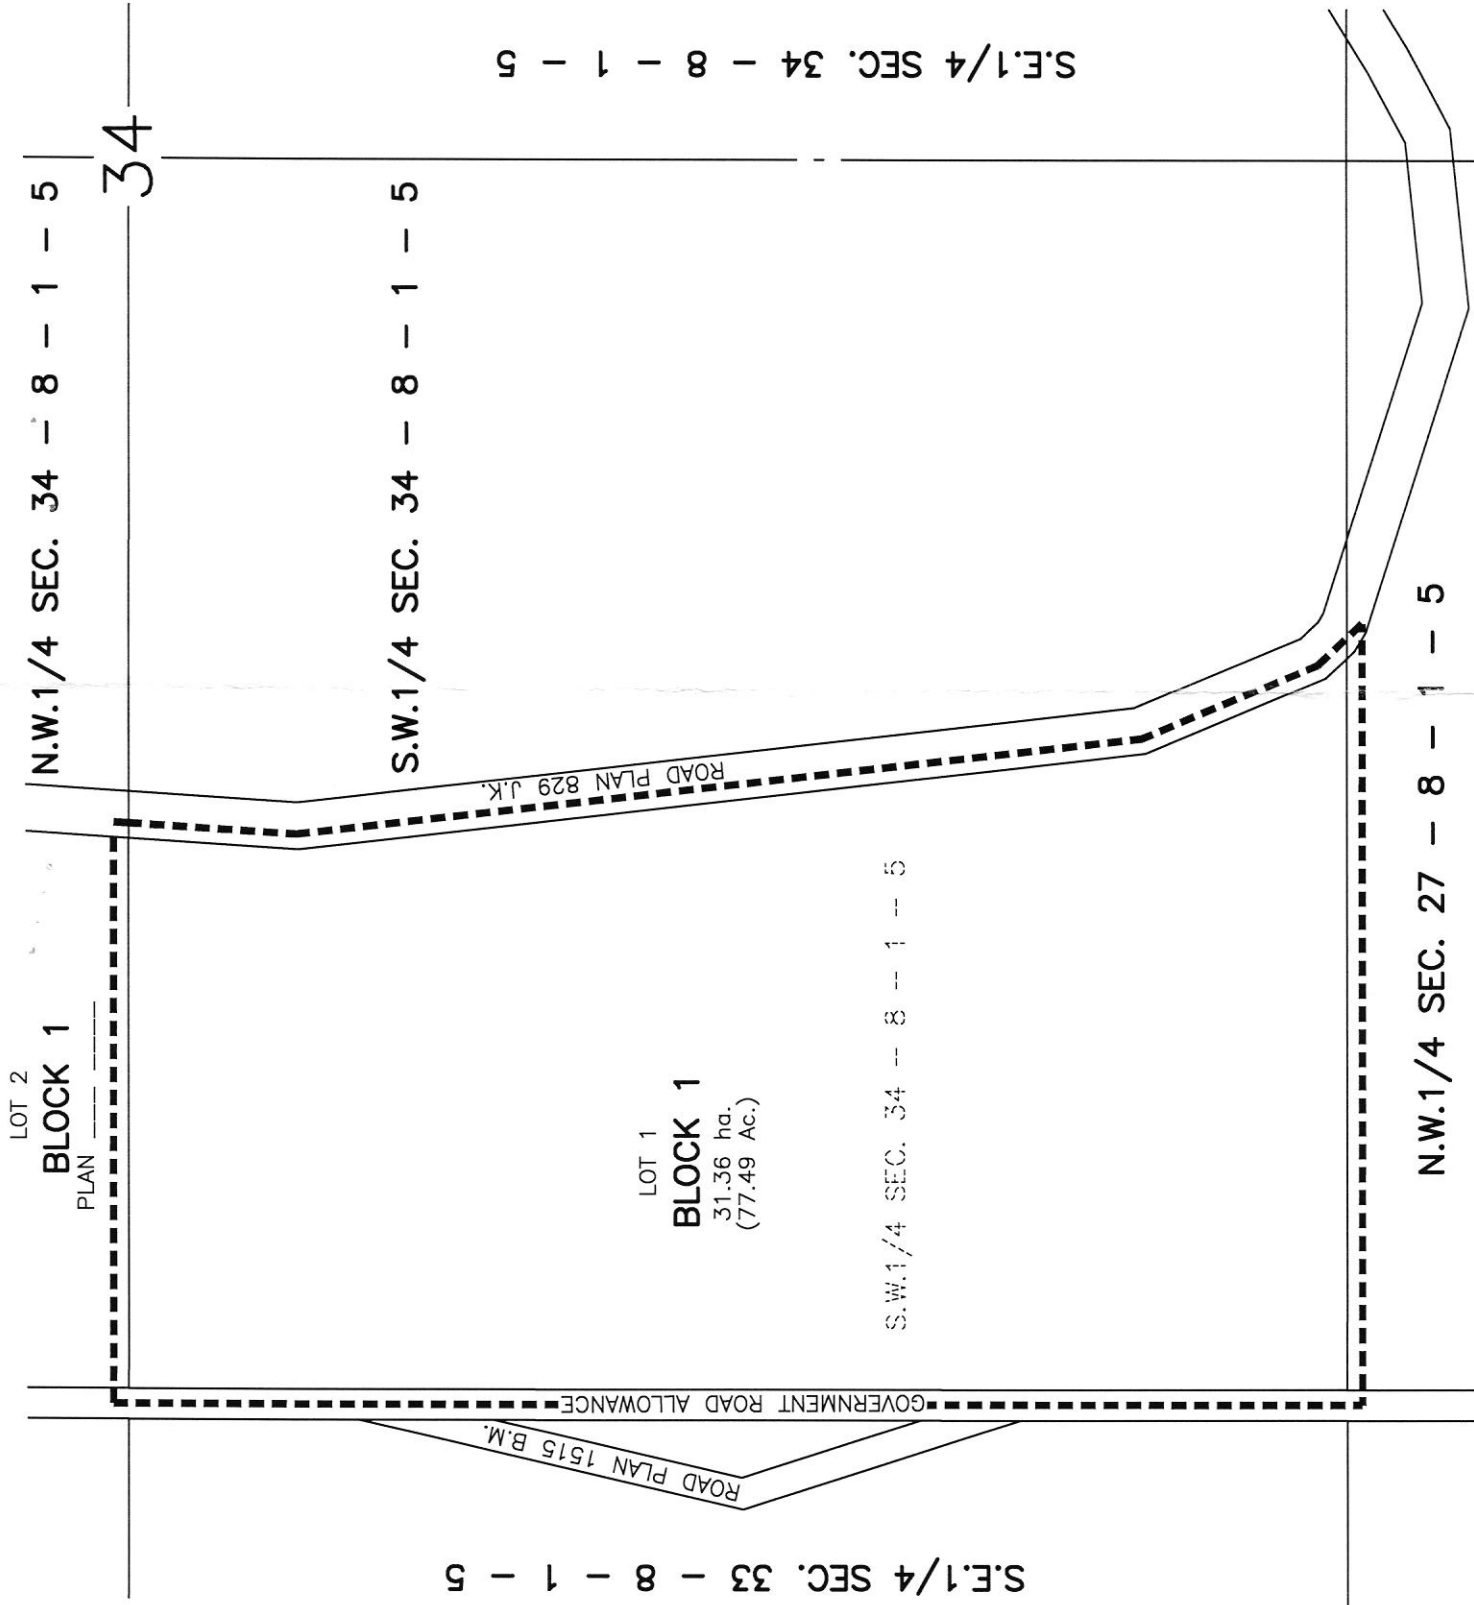 S.E.1/4 SEC. 34 - 8 - 1 - 5
34
N.W.1/4 SEC. 34 - 8 - 1 - 5
S.W.1/4 SEC. 34 - 8 - 1 - 5
ROAD PLAN 829 J.K.
LOT 2
BLOCK 1
PLAN ____ ____
LOT 1
BLOCK 1
31.36 ha.
(77.49 Ac.)
S.W.1/4 SEC. 34 - 8 - 1 - 5
N.W.1/4 SEC. 27 - 8 - 1 - 5
GOVERNMENT ROAD ALLOWANCE
ROAD PLAN 1515 B.M.
S.E.1/4 SEC. 33 - 8 - 1 - 5